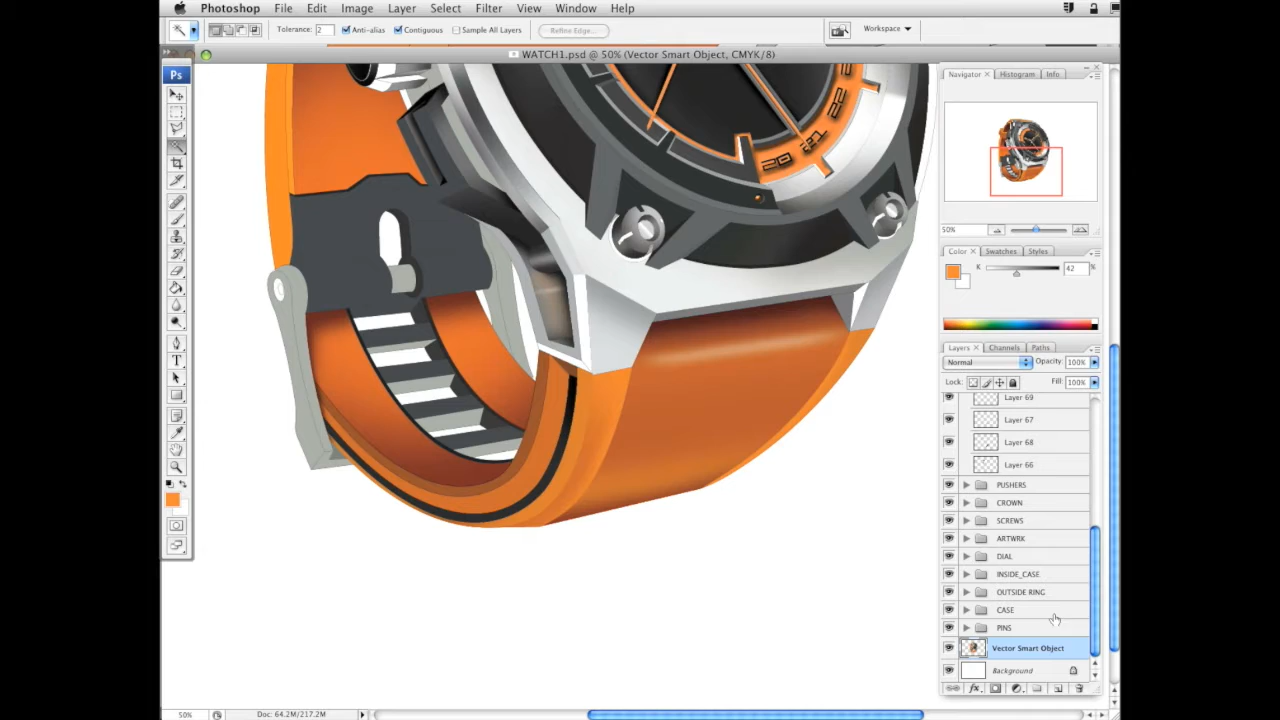 Photoshop File Edit Image Layer Select Filter View Window Help
Tolerance: 2 Anti-alias Contiguous Sample All Layers Refine Edge... Workspace
WATCH1.psd @ 50% (Vector Smart Object, CMYK/8)
Ps
Navigator Histogram Info
22
20
50%
Color Swatches Styles
K 42 %
Layers Channels Paths
Normal Opacity: 100%
Lock: Fill: 100%
Layer 69
Layer 67
Layer 68
Layer 66
PUSHERS
CROWN
SCREWS
ARTWRK
DIAL
INSIDE_CASE
OUTSIDE RING
CASE
PINS
Vector Smart Object
Background
50% Doc: 64.2M/217.2M